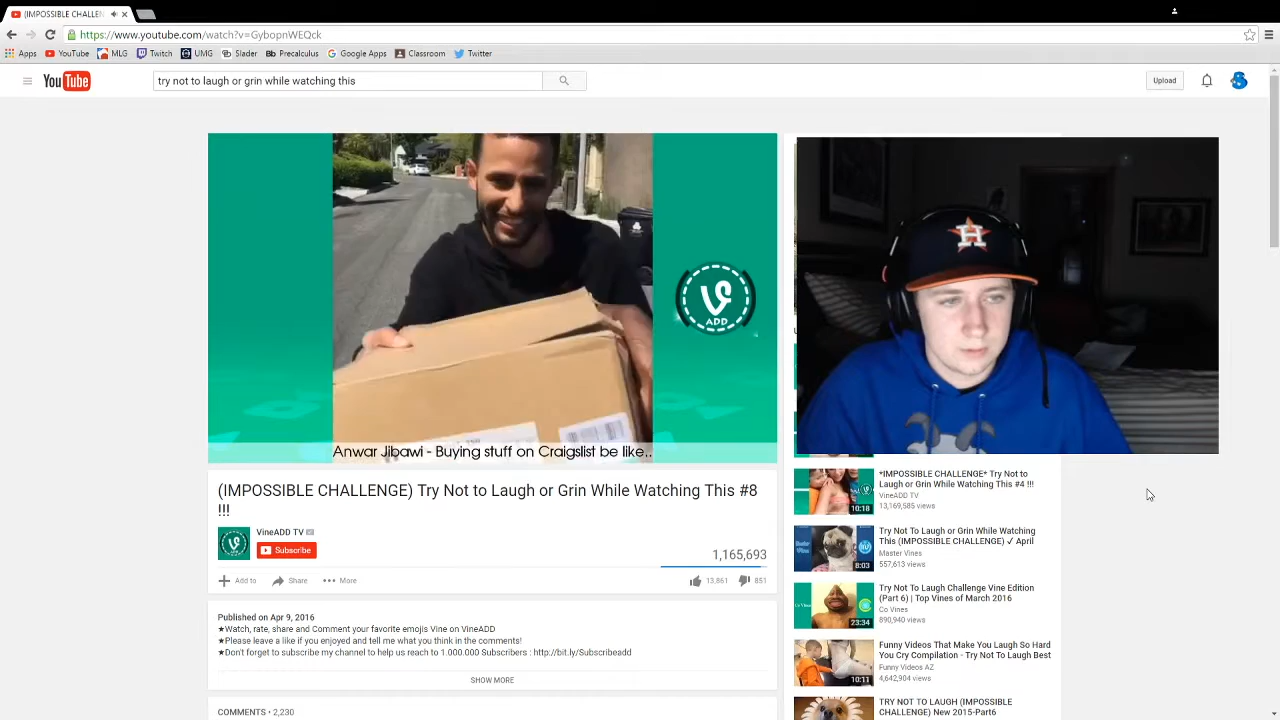 (IMPOSSIBLE CHALLEN
https://www.youtube.com/watch?v=GybopnWEQck
Apps YouTube MLG Twitch UMG Slader Precalculus Google Apps Classroom Twitter
YouTube
try not to laugh or grin while watching this
Upload
H
ADD
Anwar Jibawi - Buying stuff on Craigslist be like..
(IMPOSSIBLE CHALLENGE) Try Not to Laugh or Grin While Watching This #8
!!!
VineADD TV
Subscribe
1,165,693
Add to Share More
13,861 851
Published on Apr 9, 2016
★Watch, rate, share and Comment your favorite emojis Vine on VineADD
★Please leave a like if you enjoyed and tell me what you think in the comments!
★Don't forget to subscribe my channel to help us reach to 1.000.000 Subscribers : http://bit.ly/Subscribeadd
SHOW MORE
COMMENTS • 2,230
*IMPOSSIBLE CHALLENGE* Try Not to
Laugh or Grin While Watching This #4 !!!
VineADD TV
13,169,585 views
10:18
Try Not To Laugh or Grin While Watching
This (IMPOSSIBLE CHALLENGE) ✓ April
Master Vines
557,613 views
8:03
Try Not To Laugh Challenge Vine Edition
(Part 6) | Top Vines of March 2016
Co Vines
890,940 views
23:34
Funny Videos That Make You Laugh So Hard
You Cry Compilation - Try Not To Laugh Best
Funny Videos AZ
4,642,904 views
10:11
TRY NOT TO LAUGH (IMPOSSIBLE
CHALLENGE) New 2015-Part6